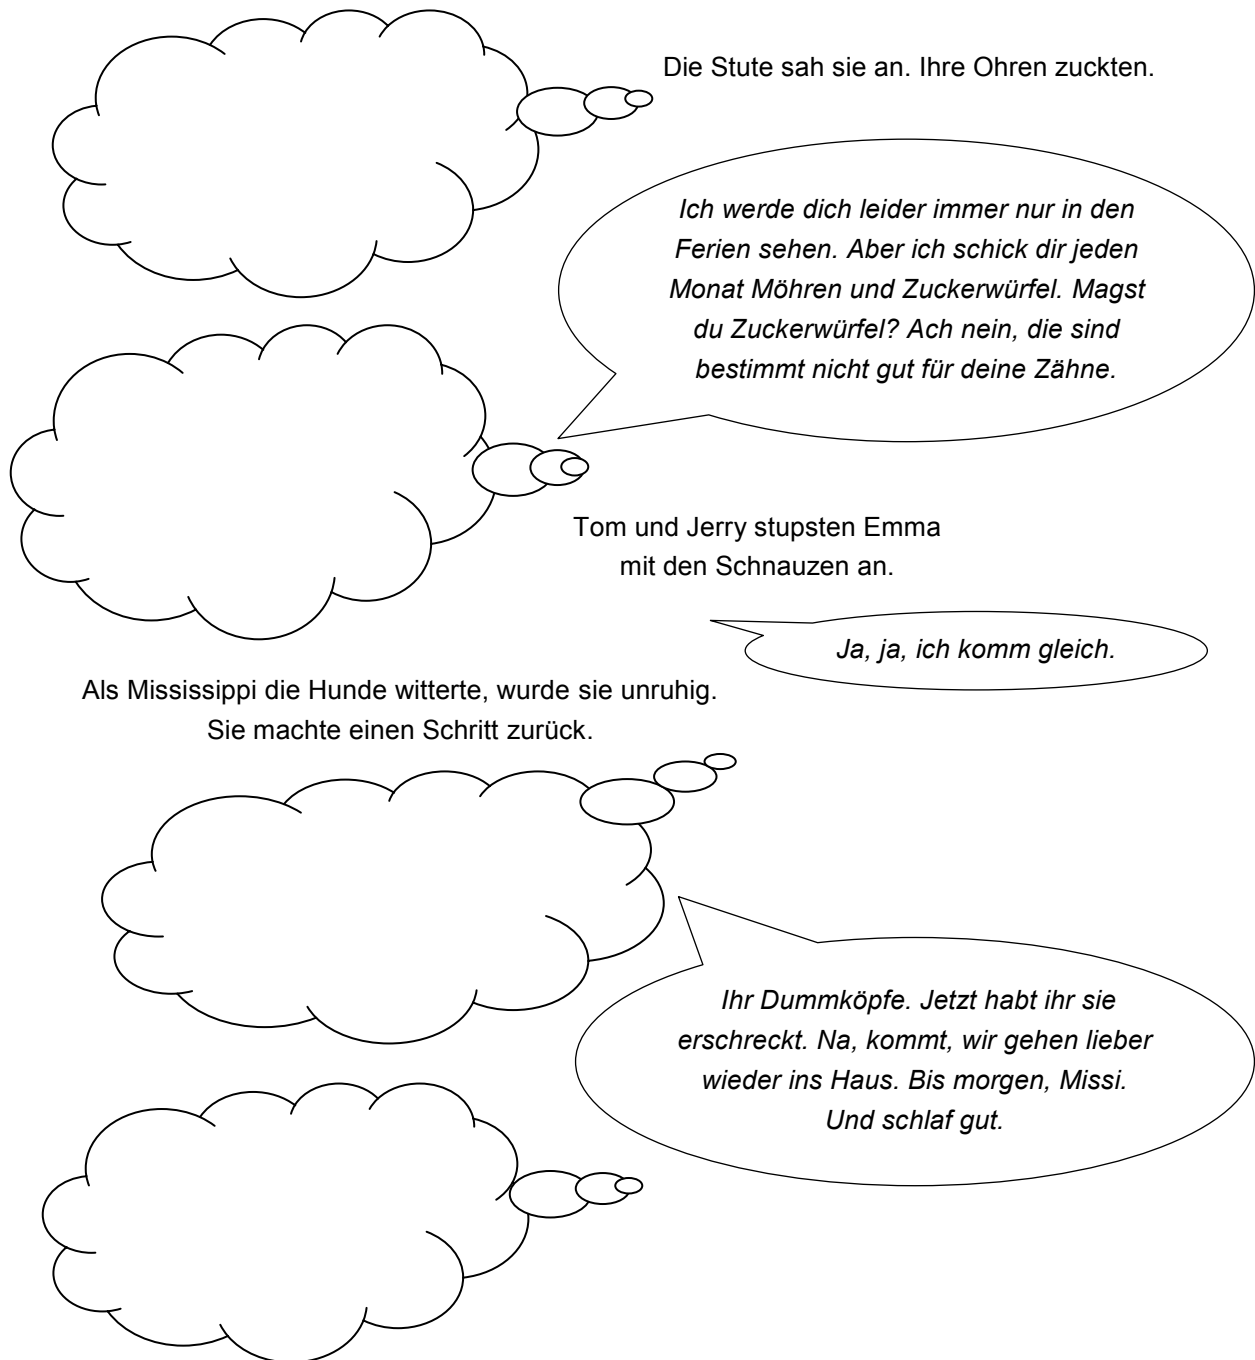 Die Stute sah sie an. Ihre Ohren zuckten.
Ich werde dich leider immer nur in den
Ferien sehen. Aber ich schick dir jeden
Monat Möhren und Zuckerwürfel. Magst
du Zuckerwürfel? Ach nein, die sind
bestimmt nicht gut für deine Zähne.
Tom und Jerry stupsten Emma
mit den Schnauzen an.
Ja, ja, ich komm gleich.
Als Mississippi die Hunde witterte, wurde sie unruhig.
Sie machte einen Schritt zurück.
Ihr Dummköpfe. Jetzt habt ihr sie
erschreckt. Na, kommt, wir gehen lieber
wieder ins Haus. Bis morgen, Missi.
Und schlaf gut.